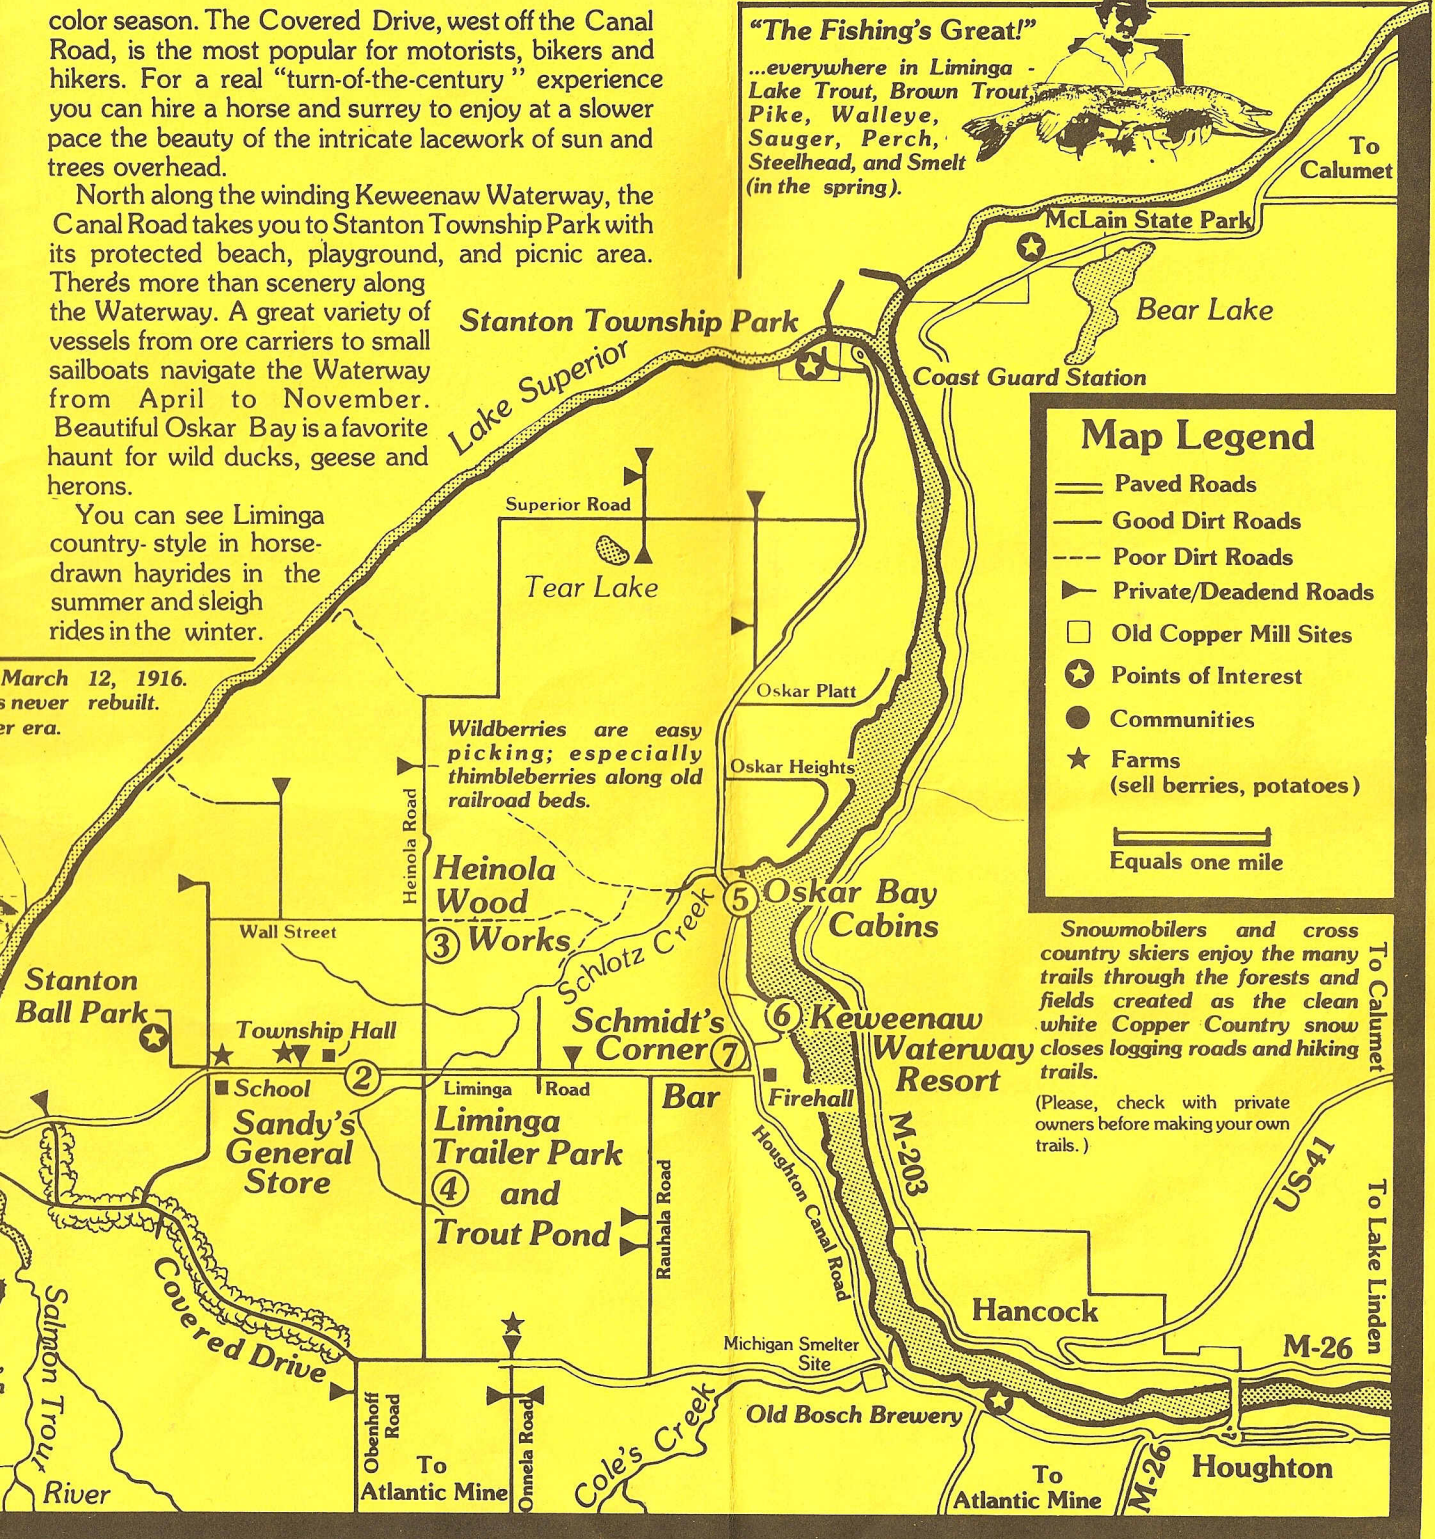 color season. The Covered Drive, west off the Canal
Road, is the most popular for motorists, bikers and
hikers. For a real "turn-of-the-century" experience
you can hire a horse and surrey to enjoy at a slower
pace the beauty of the intricate lacework of sun and
trees overhead.
North along the winding Keweenaw Waterway, the
Canal Road takes you to Stanton Township Park with
its protected beach, playground, and picnic area.
There's more than scenery along
the Waterway. A great variety of
vessels from ore carriers to small
sailboats navigate the Waterway
from April to November.
Beautiful Oskar Bay is a favorite
haunt for wild ducks, geese and
herons.
You can see Liminga
country-style in horse-
drawn hayrides in the
summer and sleigh
rides in the winter.
March 12, 1916.
never rebuilt.
er era.
"The Fishing's Great!"
...everywhere in Liminga -
Lake Trout, Brown Trout,
Pike, Walleye,
Sauger, Perch,
Steelhead, and Smelt
(in the spring).
To
Calumet
McLain State Park
Bear Lake
Stanton Township Park
Lake Superior
Coast Guard Station
Map Legend
Paved Roads
Good Dirt Roads
Poor Dirt Roads
Private/Deadend Roads
Old Copper Mill Sites
Points of Interest
Communities
Farms
(sell berries, potatoes)
Equals one mile
Superior Road
Tear Lake
Oskar Platt
Wildberries are easy
picking; especially
thimbleberries along old
railroad beds.
Oskar Heights
Heinola Road
Heinola
Wood
3 Works
Wall Street
Schlotz Creek
5 Oskar Bay
Cabins
Snowmobilers and cross
country skiers enjoy the many
trails through the forests and
fields created as the clean
white Copper Country snow
closes logging roads and hiking
trails.
(Please, check with private
owners before making your own
trails.)
To Calumet
Stanton
Ball Park
Township Hall
School
2
Sandy's
General
Store
Liminga Road
Schmidt's
Corner 7
Bar
6 Keweenaw
Waterway
Resort
Firehall
Liminga
Trailer Park
4 and
Trout Pond
Rauhala Road
Houghton Canal Road
M-203
US-41
To Lake Linden
Covered Drive
Salmon Trout
River
Hancock
M-26
Michigan Smelter
Site
Old Bosch Brewery
Obenhoff
Road
To
Atlantic Mine
Onnela Road
Cole's Creek
To
Atlantic Mine
M-26
Houghton